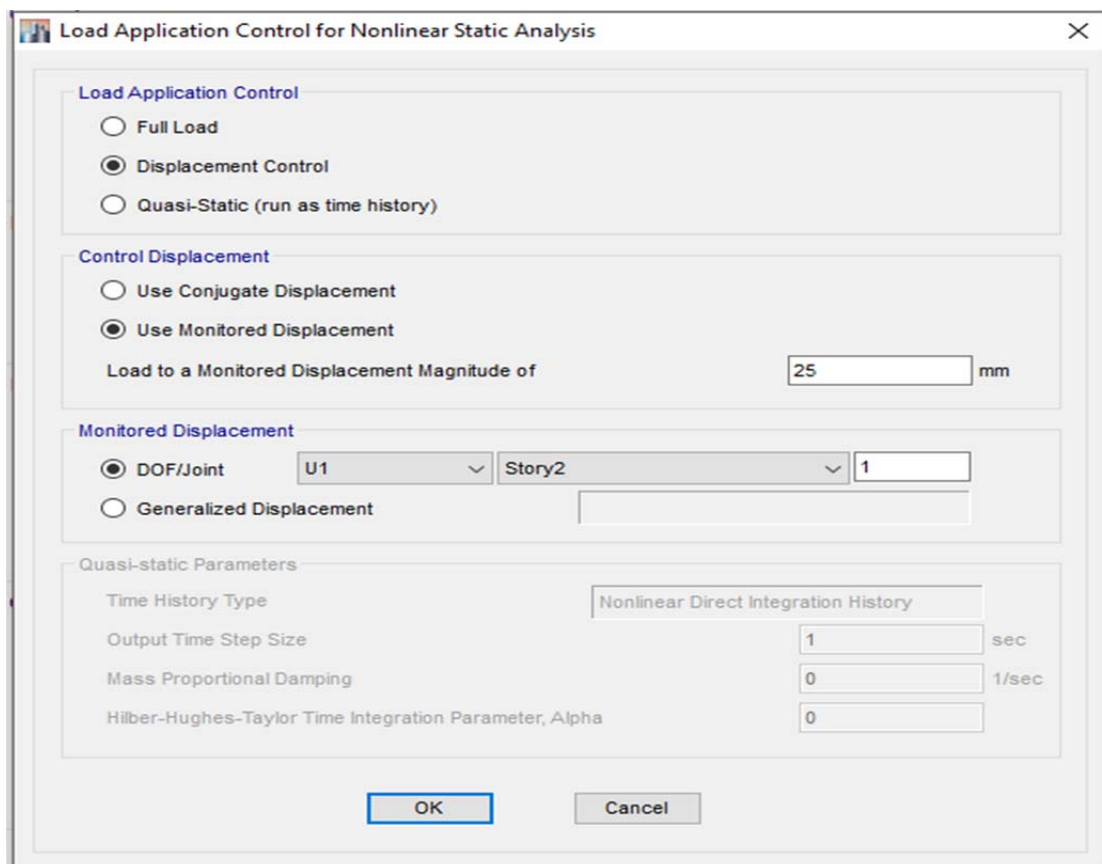 Load Application Control for Nonlinear Static Analysis
Load Application Control
Full Load
Displacement Control
Quasi-Static (run as time history)
Control Displacement
Use Conjugate Displacement
Use Monitored Displacement
Load to a Monitored Displacement Magnitude of 25 mm
Monitored Displacement
DOF/Joint U1 Story2 1
Generalized Displacement
Quasi-static Parameters
Time History Type Nonlinear Direct Integration History
Output Time Step Size 1 sec
Mass Proportional Damping 0 1/sec
Hilber-Hughes-Taylor Time Integration Parameter, Alpha 0
OK Cancel